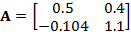 A = [ 0.5 0.4
-0.104 1.1 ]